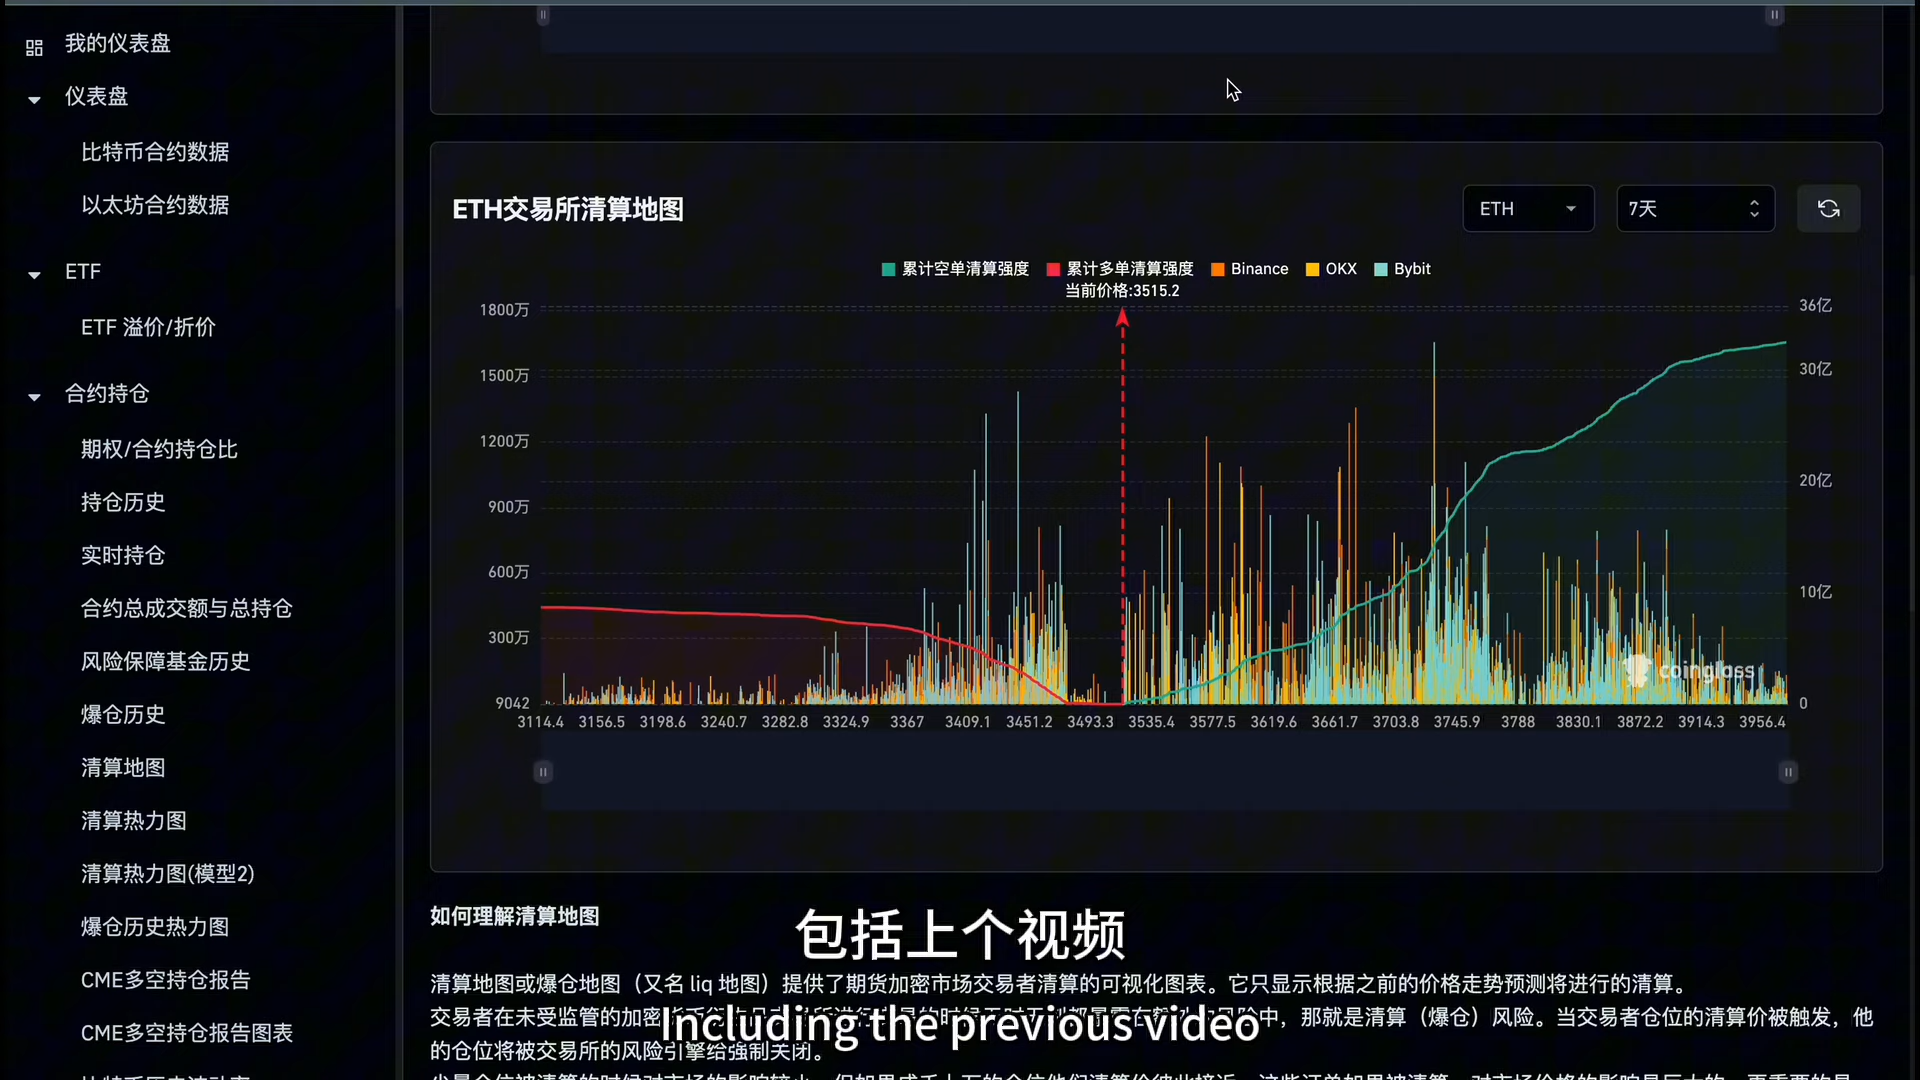 我的仪表盘
仪表盘
比特币合约数据
以太坊合约数据
ETF
ETF 溢价/折价
合约持仓
期权/合约持仓比
持仓历史
实时持仓
合约总成交额与总持仓
风险保障基金历史
爆仓历史
清算地图
清算热力图
清算热力图(模型2)
爆仓历史热力图
CME多空持仓报告
CME多空持仓报告图表
ETH交易所清算地图
ETH
7天
累计空单清算强度 累计多单清算强度 Binance OKX Bybit
当前价格:3515.2
1800万
1500万
1200万
900万
600万
300万
9042
36亿
30亿
20亿
10亿
0
coinglass
3114.4 3156.5 3198.6 3240.7 3282.8 3324.9 3367 3409.1 3451.2 3493.3 3535.4 3577.5 3619.6 3661.7 3703.8 3745.9 3788 3830.1 3872.2 3914.3 3956.4
如何理解清算地图
包括上个视频
清算地图或爆仓地图（又名 liq 地图）提供了期货加密市场交易者清算的可视化图表。它只显示根据之前的价格走势预测将进行的清算。
交易者在未受监管的加密
中，那就是清算（爆仓）风险。当交易者仓位的清算价被触发，他
Including the previous video
的仓位将被交易所的风险引擎给强制关闭。